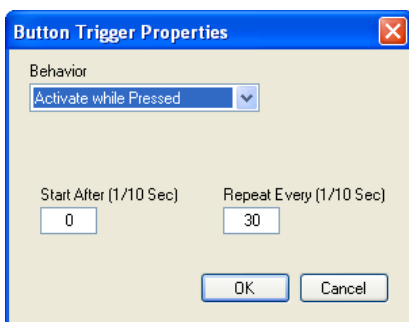 Button Trigger Properties
Behavior
Activate while Pressed
Start After (1/10 Sec) Repeat Every (1/10 Sec)
0 30
OK Cancel